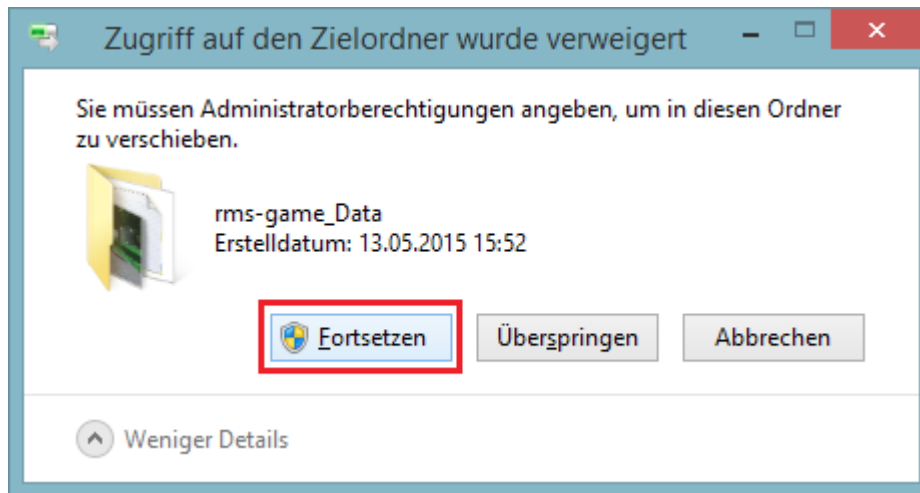 Zugriff auf den Zielordner wurde verweigert
Sie müssen Administratorberechtigungen angeben, um in diesen Ordner
zu verschieben.
rms-game_Data
Erstelldatum: 13.05.2015 15:52
Fortsetzen
Überspringen
Abbrechen
Weniger Details